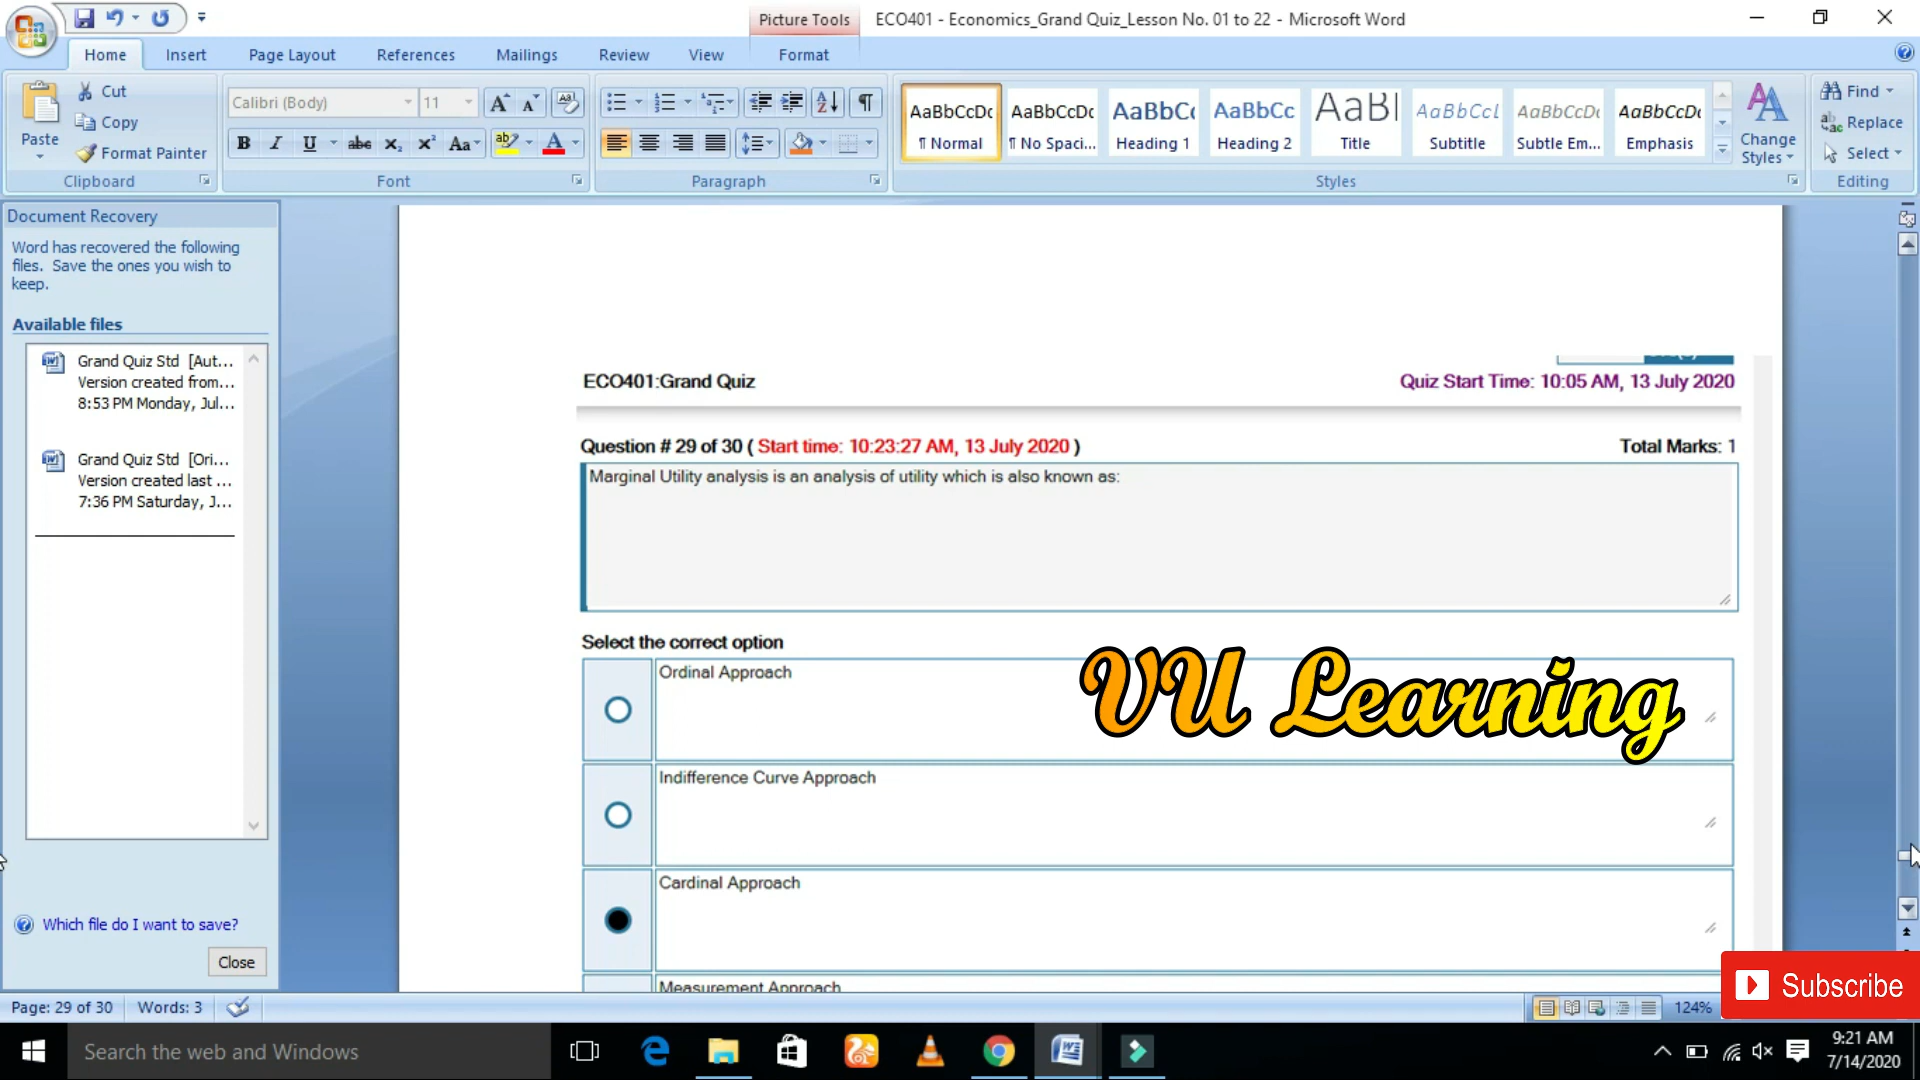 Picture Tools
ECO401 - Economics_Grand Quiz_Lesson No. 01 to 22 - Microsoft Word
Home Insert Page Layout References Mailings Review View Format
Paste
Cut
Copy
Format Painter
Clipboard
Calibri (Body) 11
Font
Paragraph
AaBbCcDc AaBbCcDc AaBbCc AaBbCc AaBl AaBbCcl AaBbCcDc AaBbCcDc
¶ Normal ¶ No Spaci... Heading 1 Heading 2 Title Subtitle Subtle Em... Emphasis
Change Styles
Styles
Find
Replace
Select
Editing
Document Recovery
Word has recovered the following
files. Save the ones you wish to
keep.
Available files
Grand Quiz Std [Aut...
Version created from...
8:53 PM Monday, Jul...
Grand Quiz Std [Ori...
Version created last ...
7:36 PM Saturday, J...
Which file do I want to save?
Close
ECO401:Grand Quiz
Quiz Start Time: 10:05 AM, 13 July 2020
Question # 29 of 30 ( Start time: 10:23:27 AM, 13 July 2020 )
Total Marks: 1
Marginal Utility analysis is an analysis of utility which is also known as:
Select the correct option
Ordinal Approach
VU Learning
Indifference Curve Approach
Cardinal Approach
Measurement Approach
Subscribe
Page: 29 of 30 Words: 3
124%
Search the web and Windows
9:21 AM
7/14/2020